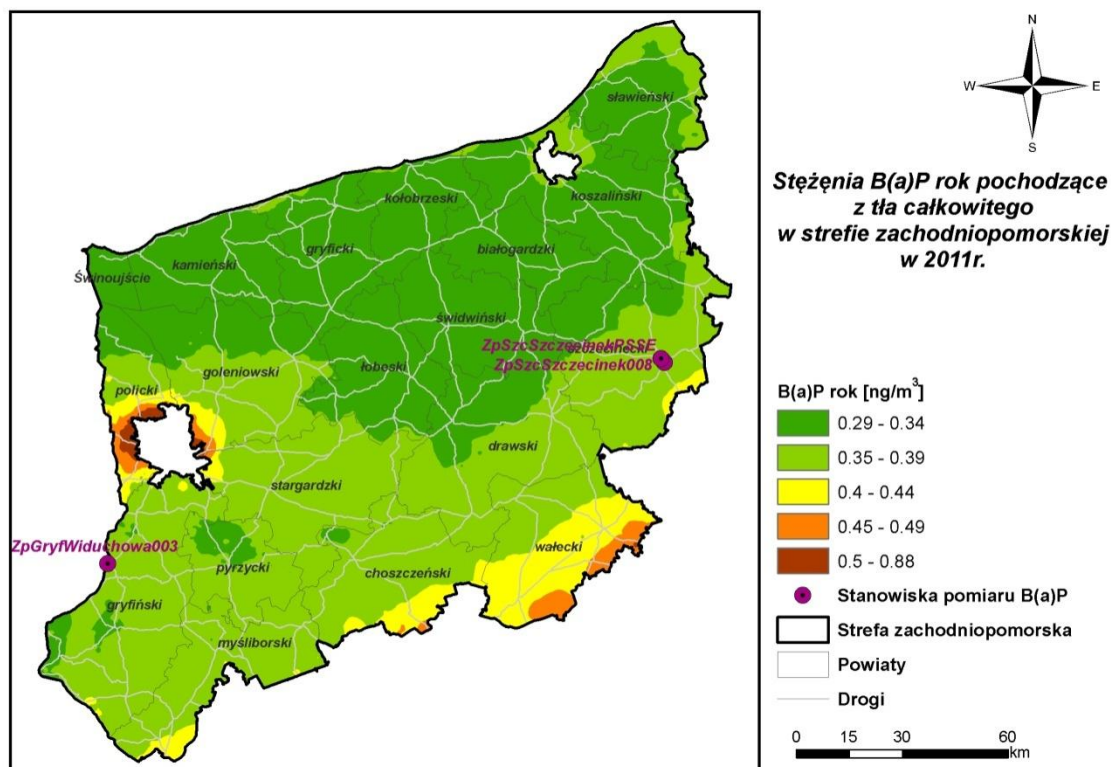 sławieński
kołobrzeski
koszaliński
gryficki
białogardzki
kamieński
Świnoujście
świdwiński
ZpSzcSzczecinekPSSE
szczecinecki
ZpSzcSzczecinek008
łobeski
goleniowski
policki
drawski
stargardzki
ZpGryfWiduchowa003
wałecki
pyrzycki
choszczeński
gryfiński
myśliborski
N
W
E
S
Stężenia B(a)P rok pochodzące
z tła całkowitego
w strefie zachodniopomorskiej
w 2011r.
B(a)P rok [ng/m³]
0.29 - 0.34
0.35 - 0.39
0.4 - 0.44
0.45 - 0.49
0.5 - 0.88
Stanowiska pomiaru B(a)P
Strefa zachodniopomorska
Powiaty
Drogi
0 15 30 60
km